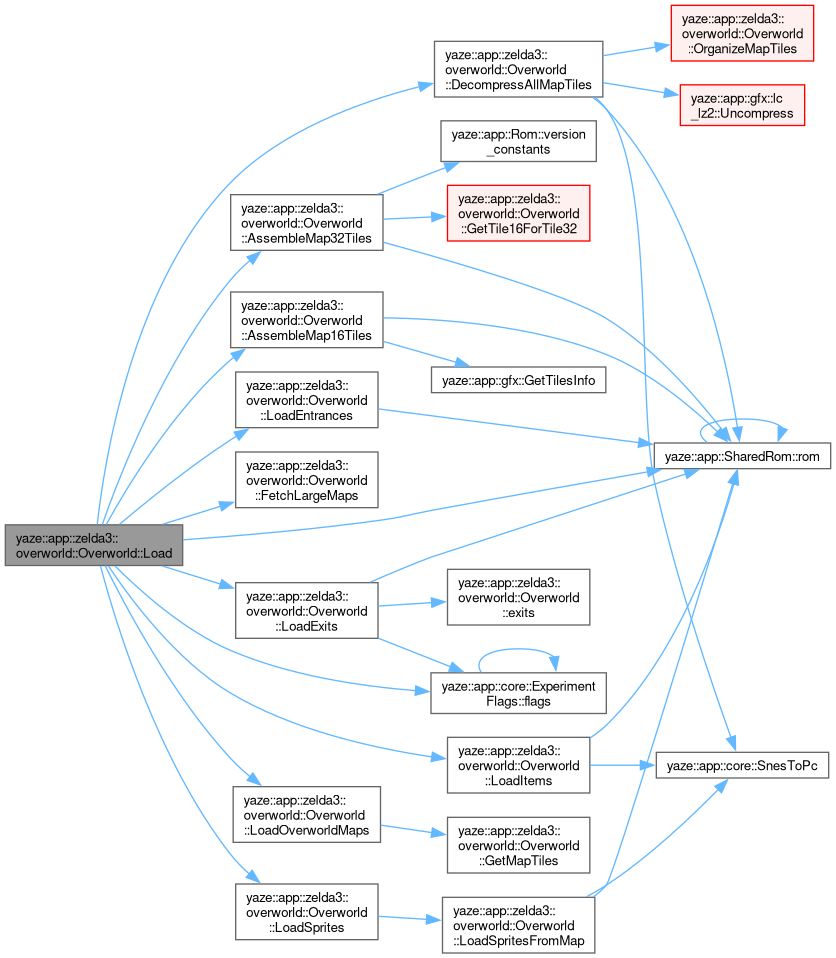 yaze::app::zelda3::
overworld::Overworld::Load
yaze::app::zelda3::
overworld::Overworld
::DecompressAllMapTiles
yaze::app::zelda3::
overworld::Overworld
::OrganizeMapTiles
yaze::app::gfx::lc
_lz2::Uncompress
yaze::app::Rom::version
_constants
yaze::app::zelda3::
overworld::Overworld
::AssembleMap32Tiles
yaze::app::zelda3::
overworld::Overworld
::GetTile16ForTile32
yaze::app::zelda3::
overworld::Overworld
::AssembleMap16Tiles
yaze::app::gfx::GetTilesInfo
yaze::app::zelda3::
overworld::Overworld
::LoadEntrances
yaze::app::SharedRom::rom
yaze::app::zelda3::
overworld::Overworld
::FetchLargeMaps
yaze::app::zelda3::
overworld::Overworld
::LoadExits
yaze::app::zelda3::
overworld::Overworld
::exits
yaze::app::core::Experiment
Flags::flags
yaze::app::zelda3::
overworld::Overworld
::LoadItems
yaze::app::core::SnesToPc
yaze::app::zelda3::
overworld::Overworld
::LoadOverworldMaps
yaze::app::zelda3::
overworld::Overworld
::GetMapTiles
yaze::app::zelda3::
overworld::Overworld
::LoadSprites
yaze::app::zelda3::
overworld::Overworld
::LoadSpritesFromMap